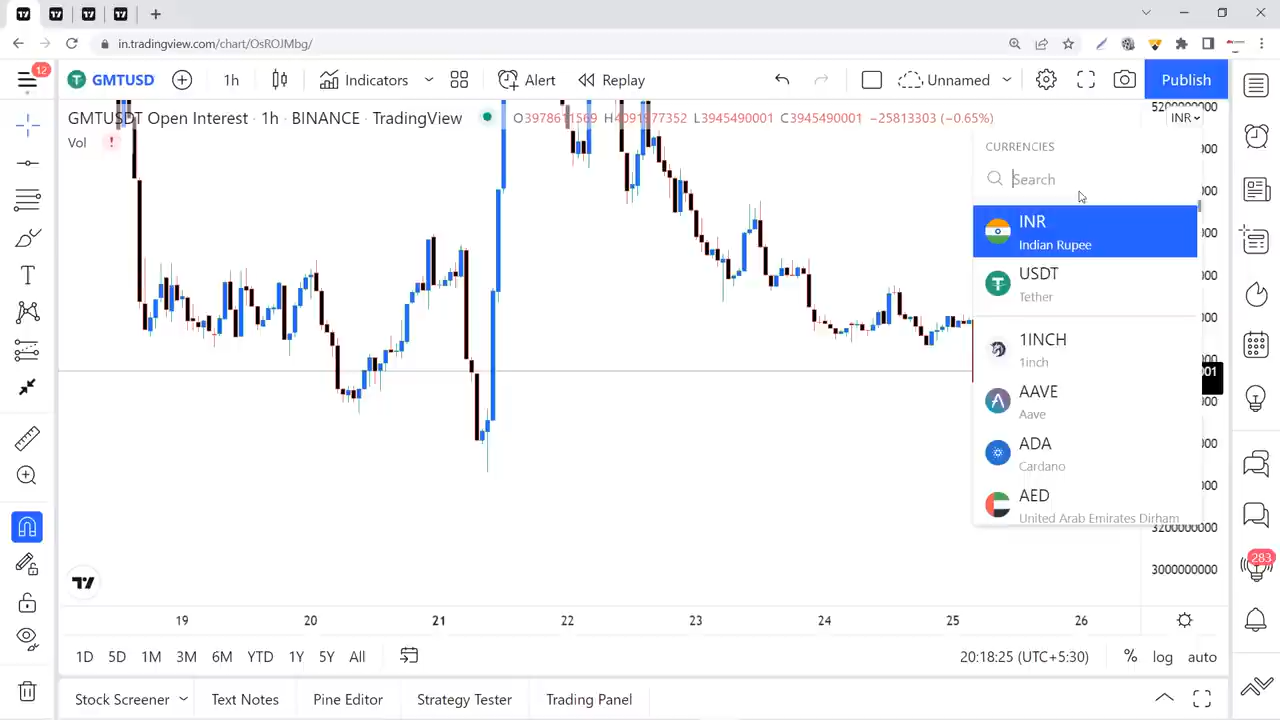 in.tradingview.com/chart/OsROJMbg/
12
GMTUSD
1h
Indicators
Alert
Replay
Unnamed
Publish
GMTUSDT Open Interest · 1h · BINANCE · TradingView
O3978611569 H4091977352 L3945490001 C3945490001 −25813303 (−0.65%)
5200000000
INR
Vol
!
CURRENCIES
Search
INR
Indian Rupee
USDT
Tether
1INCH
1inch
AAVE
Aave
ADA
Cardano
AED
United Arab Emirates Dirham
3200000000
3000000000
283
19 20 21 22 23 24 25 26
1D 5D 1M 3M 6M YTD 1Y 5Y All
20:18:25 (UTC+5:30)
% log auto
Stock Screener
Text Notes
Pine Editor
Strategy Tester
Trading Panel